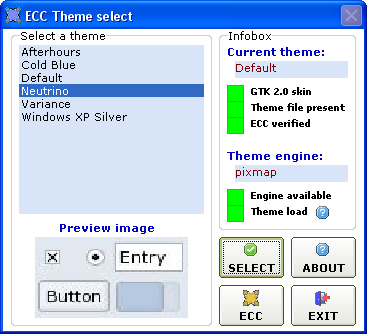 ECC Theme select
Select a theme
Afterhours
Cold Blue
Default
Neutrino
Variance
Windows XP Silver
Preview image
Entry
Button
Infobox
Current theme:
Default
GTK 2.0 skin
Theme file present
ECC verified
Theme engine:
pixmap
Engine available
Theme load ?
SELECT
? ABOUT
ECC
EXIT